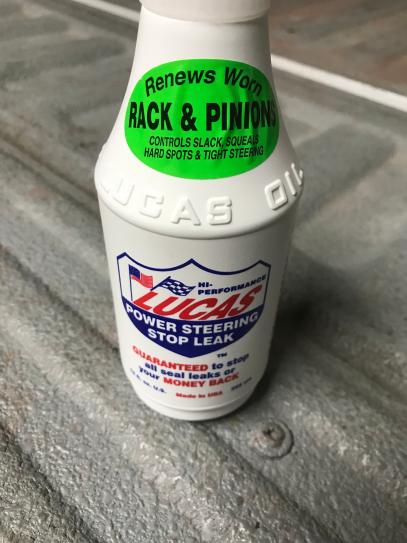 Renews Worn
RACK & PINIONS
CONTROLS SLACK, SQUEALS
HARD SPOTS & TIGHT STEERING
LUCAS OIL
HI-
PERFORMANCE
LUCAS
POWER STEERING
STOP LEAK
TM
GUARANTEED to stop
all seal leaks or
your MONEY BACK
Made in USA